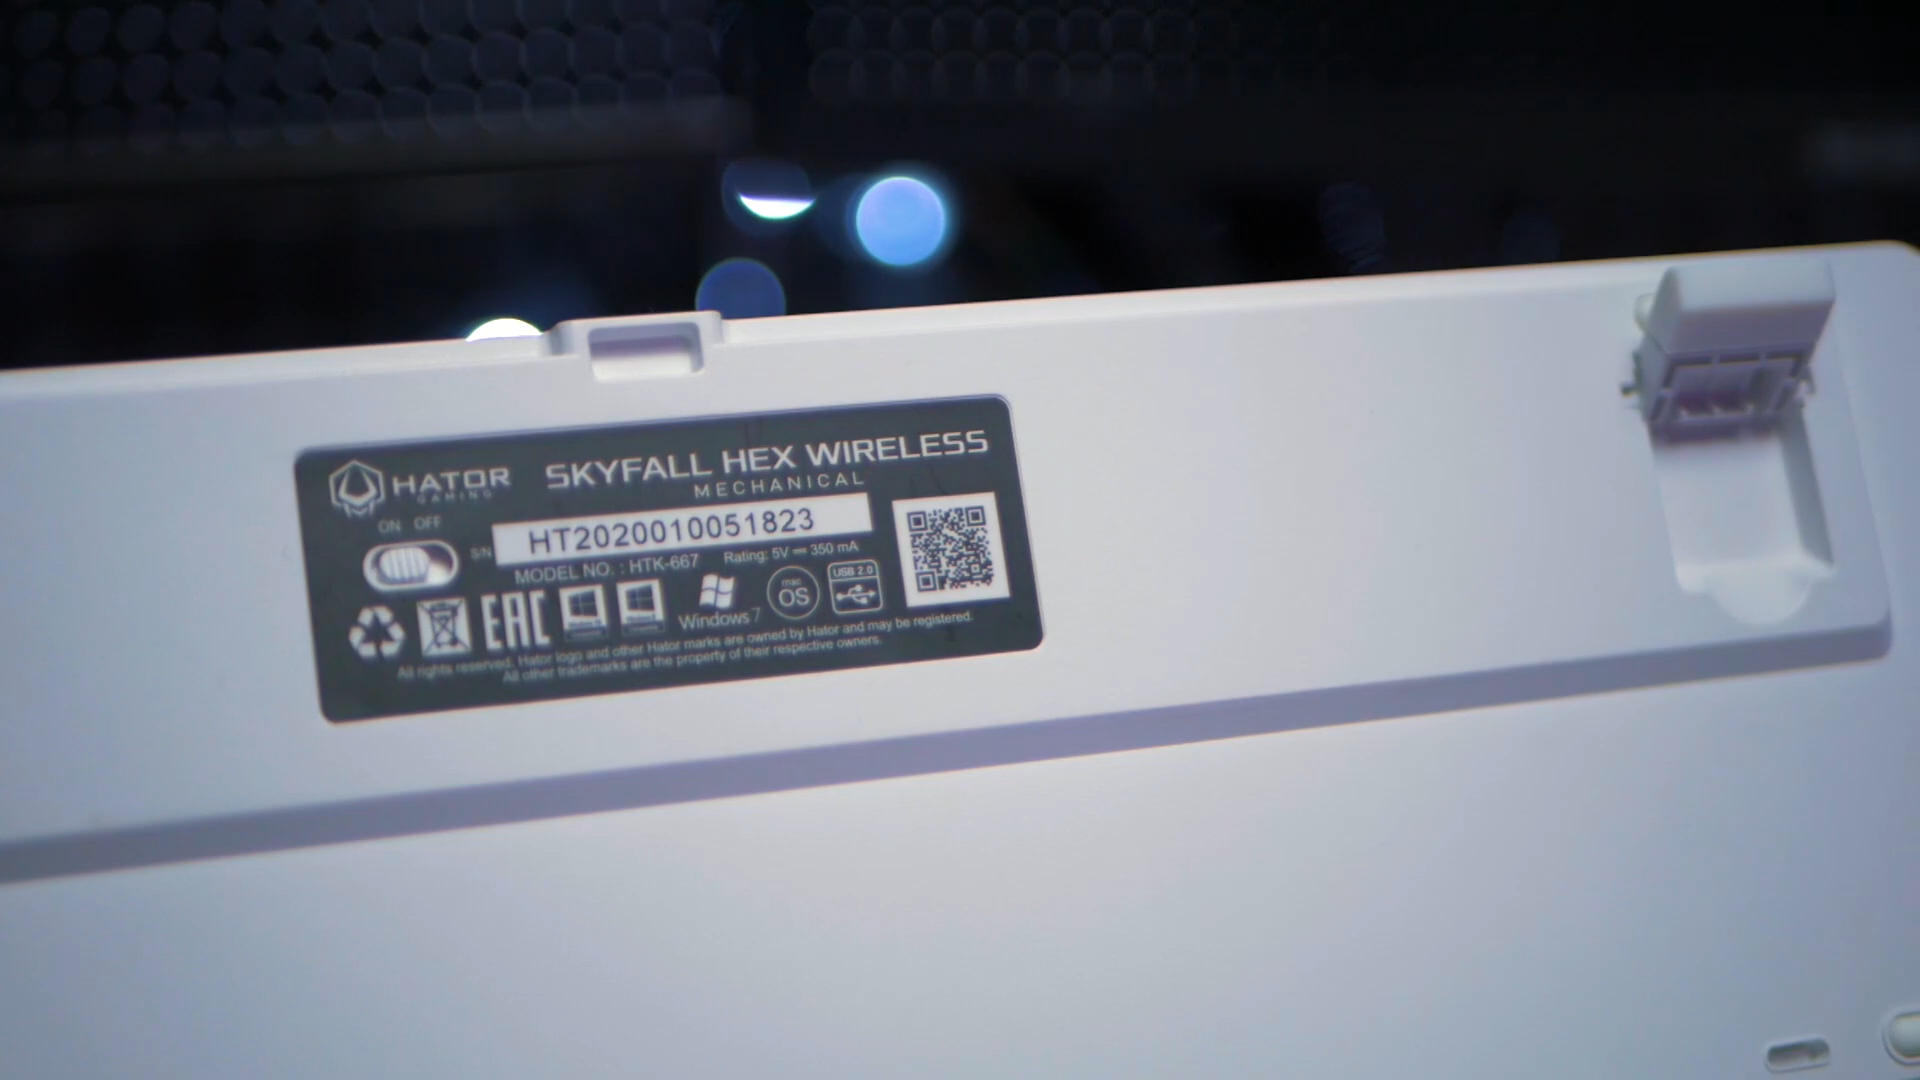 HATOR
GAMING
SKYFALL HEX WIRELESS
MECHANICAL
ON OFF
S/N
HT2020010051823
MODEL NO. : HTK-667
Rating: 5V ⎓ 350 mA
EAC
Windows 7
mac
OS
USB 2.0
All rights reserved. Hator logo and other Hator marks are owned by Hator and may be registered.
All other trademarks are the property of their respective owners.